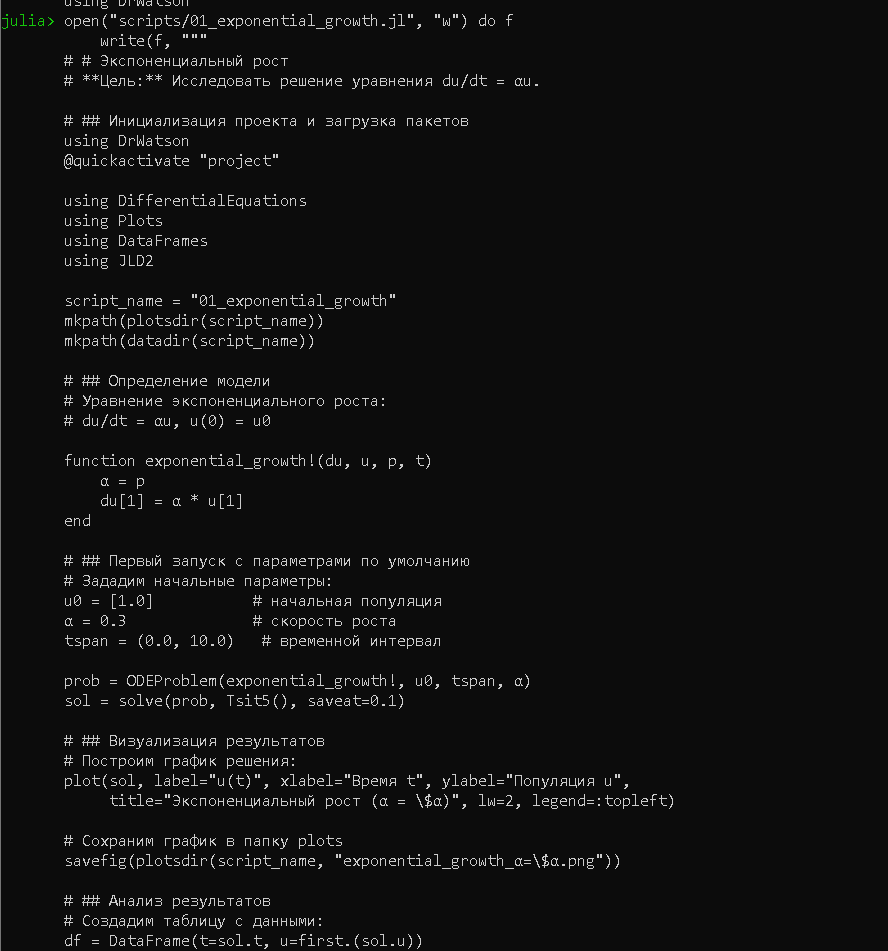 using DrWatson
julia> open("scripts/01_exponential_growth.jl", "w") do f
    write(f, """
# # Экспоненциальный рост
# **Цель:** Исследовать решение уравнения du/dt = αu.

# ## Инициализация проекта и загрузка пакетов
using DrWatson
@quickactivate "project"

using DifferentialEquations
using Plots
using DataFrames
using JLD2

script_name = "01_exponential_growth"
mkpath(plotsdir(script_name))
mkpath(datadir(script_name))

# ## Определение модели
# Уравнение экспоненциального роста:
# du/dt = αu, u(0) = u0

function exponential_growth!(du, u, p, t)
    α = p
    du[1] = α * u[1]
end

# ## Первый запуск с параметрами по умолчанию
# Зададим начальные параметры:
u0 = [1.0]           # начальная популяция
α = 0.3              # скорость роста
tspan = (0.0, 10.0)   # временной интервал

prob = ODEProblem(exponential_growth!, u0, tspan, α)
sol = solve(prob, Tsit5(), saveat=0.1)

# ## Визуализация результатов
# Построим график решения:
plot(sol, label="u(t)", xlabel="Время t", ylabel="Популяция u",
     title="Экспоненциальный рост (α = \$α)", lw=2, legend=:topleft)

# Сохраним график в папку plots
savefig(plotsdir(script_name, "exponential_growth_α=\$α.png"))

# ## Анализ результатов
# Создадим таблицу с данными:
df = DataFrame(t=sol.t, u=first.(sol.u))